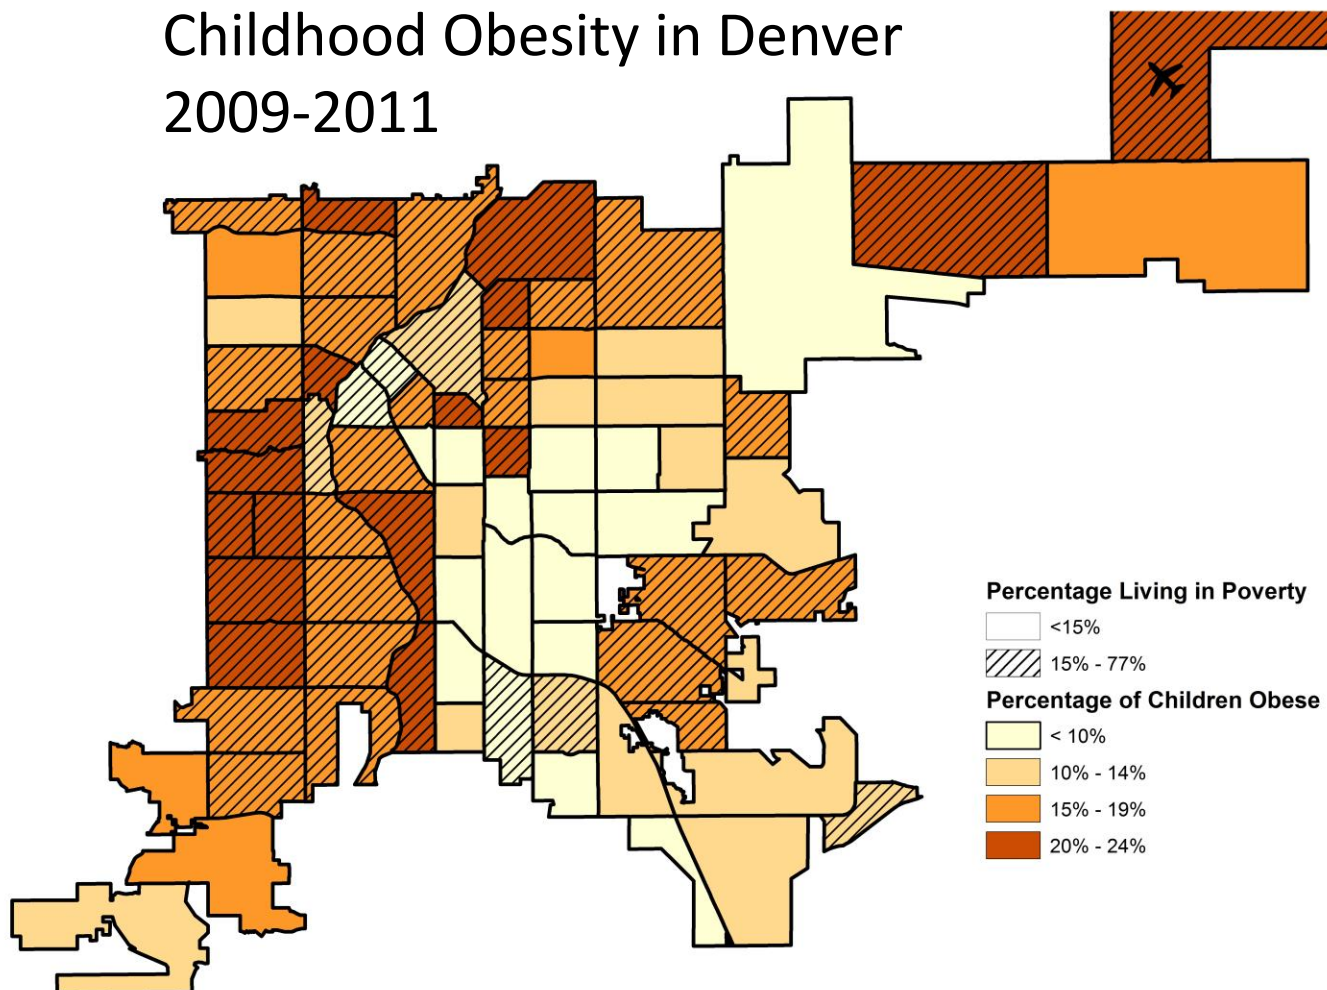 Childhood Obesity in Denver
2009-2011
Percentage Living in Poverty
<15%
15% - 77%
Percentage of Children Obese
< 10%
10% - 14%
15% - 19%
20% - 24%